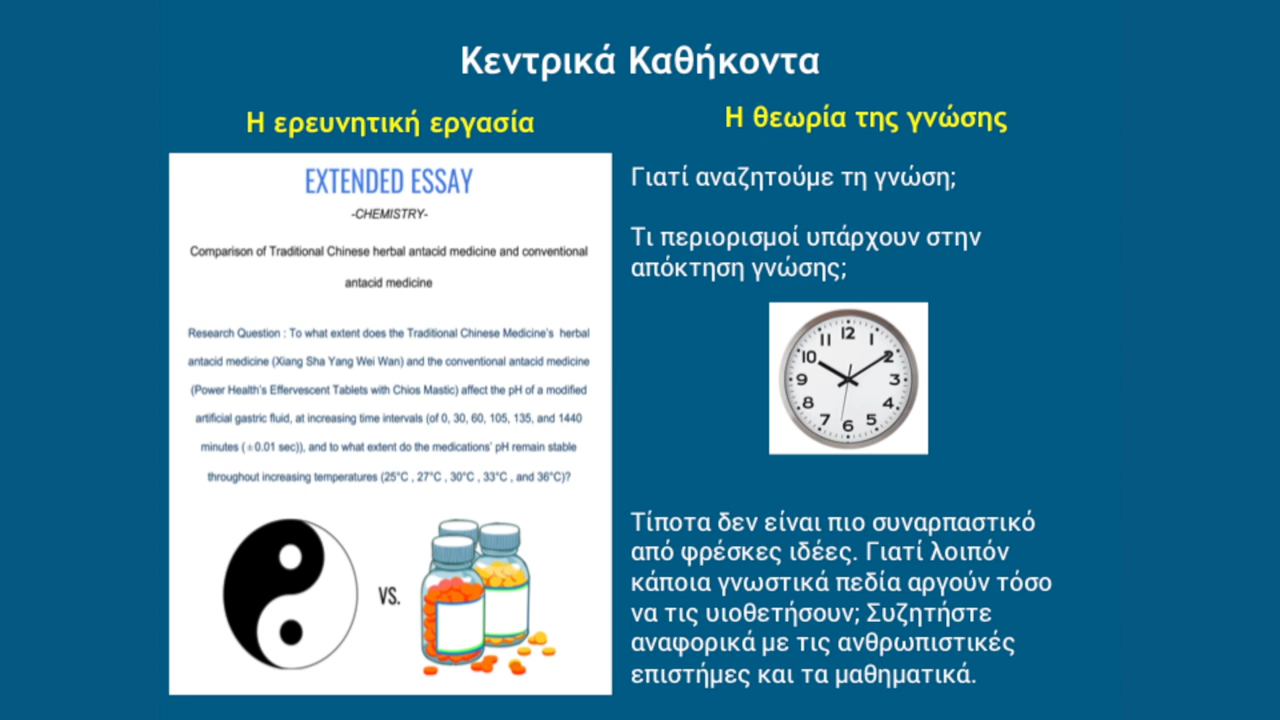 Κεντρικά Καθήκοντα
Η ερευνητική εργασία
EXTENDED ESSAY
-CHEMISTRY-
Comparison of Traditional Chinese herbal antacid medicine and conventional
antacid medicine
Research Question : To what extent does the Traditional Chinese Medicine's herbal
antacid medicine (Xiang Sha Yang Wei Wan) and the conventional antacid medicine
(Power Health's Effervescent Tablets with Chios Mastic) affect the pH of a modified
artificial gastric fluid, at increasing time intervals (of 0, 30, 60, 105, 135, and 1440
minutes (±0.01 sec)), and to what extent do the medications' pH remain stable
throughout increasing temperatures (25°C , 27°C , 30°C , 33°C , and 36°C)?
VS.
Η θεωρία της γνώσης
Γιατί αναζητούμε τη γνώση;
Τι περιορισμοί υπάρχουν στην
απόκτηση γνώσης;
12
1
2
3
4
5
6
7
8
9
10
11
Τίποτα δεν είναι πιο συναρπαστικό
από φρέσκες ιδέες. Γιατί λοιπόν
κάποια γνωστικά πεδία αργούν τόσο
να τις υιοθετήσουν; Συζητήστε
αναφορικά με τις ανθρωπιστικές
επιστήμες και τα μαθηματικά.